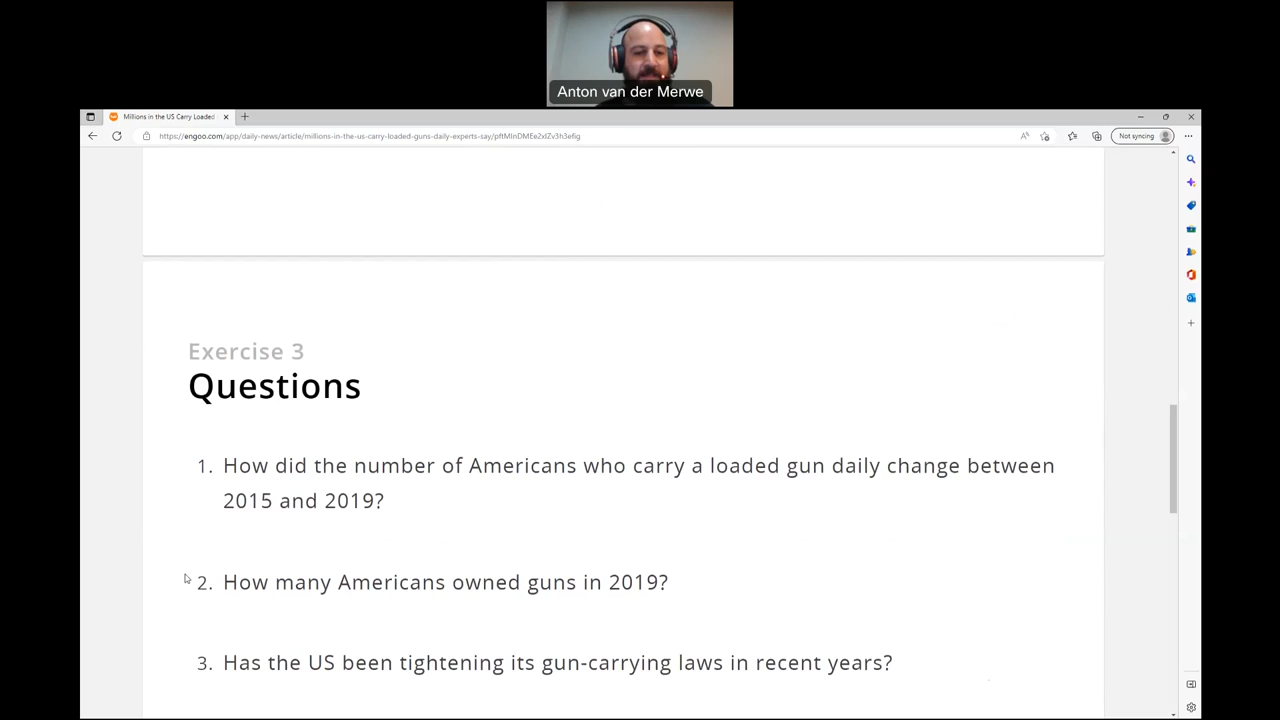 Anton van der Merwe
Millions in the US Carry Loaded
https://engoo.com/app/daily-news/article/millions-in-the-us-carry-loaded-guns-daily-experts-say/pftMInDMEe2xIZv3h3efig
Not syncing
Exercise 3
Questions
1. How did the number of Americans who carry a loaded gun daily change between
2015 and 2019?
2. How many Americans owned guns in 2019?
3. Has the US been tightening its gun-carrying laws in recent years?